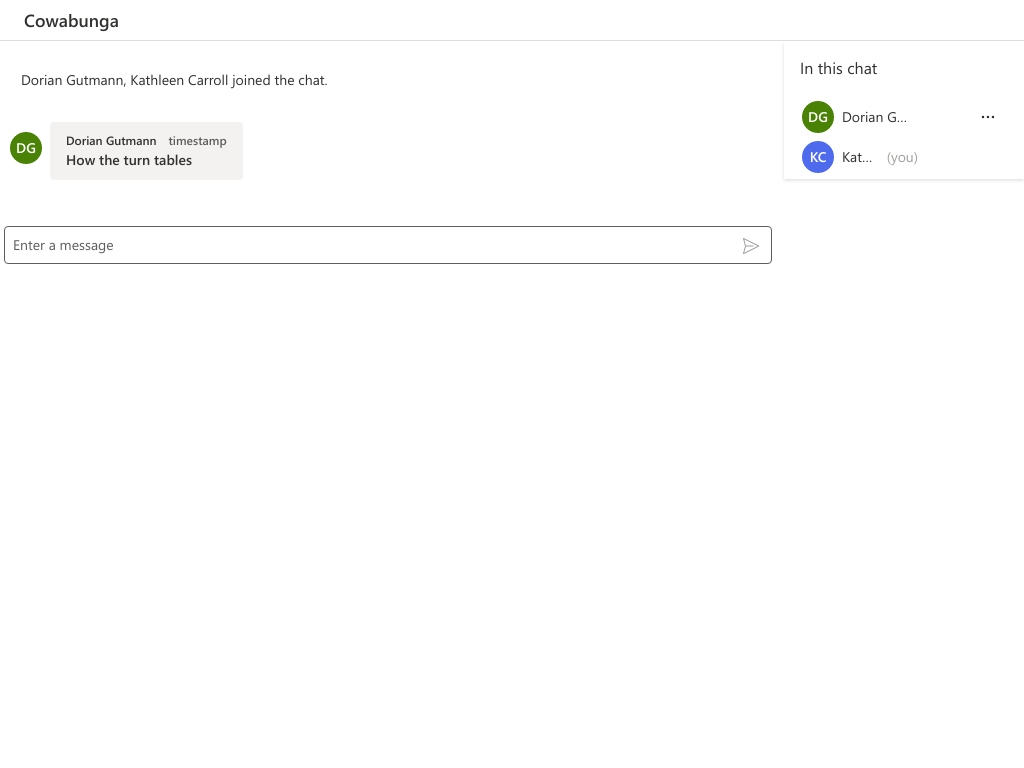 Cowabunga
Dorian Gutmann, Kathleen Carroll joined the chat.
DG
Dorian Gutmann timestamp
How the turn tables
Enter a message
In this chat
DG Dorian G... ···
KC Kat... (you)